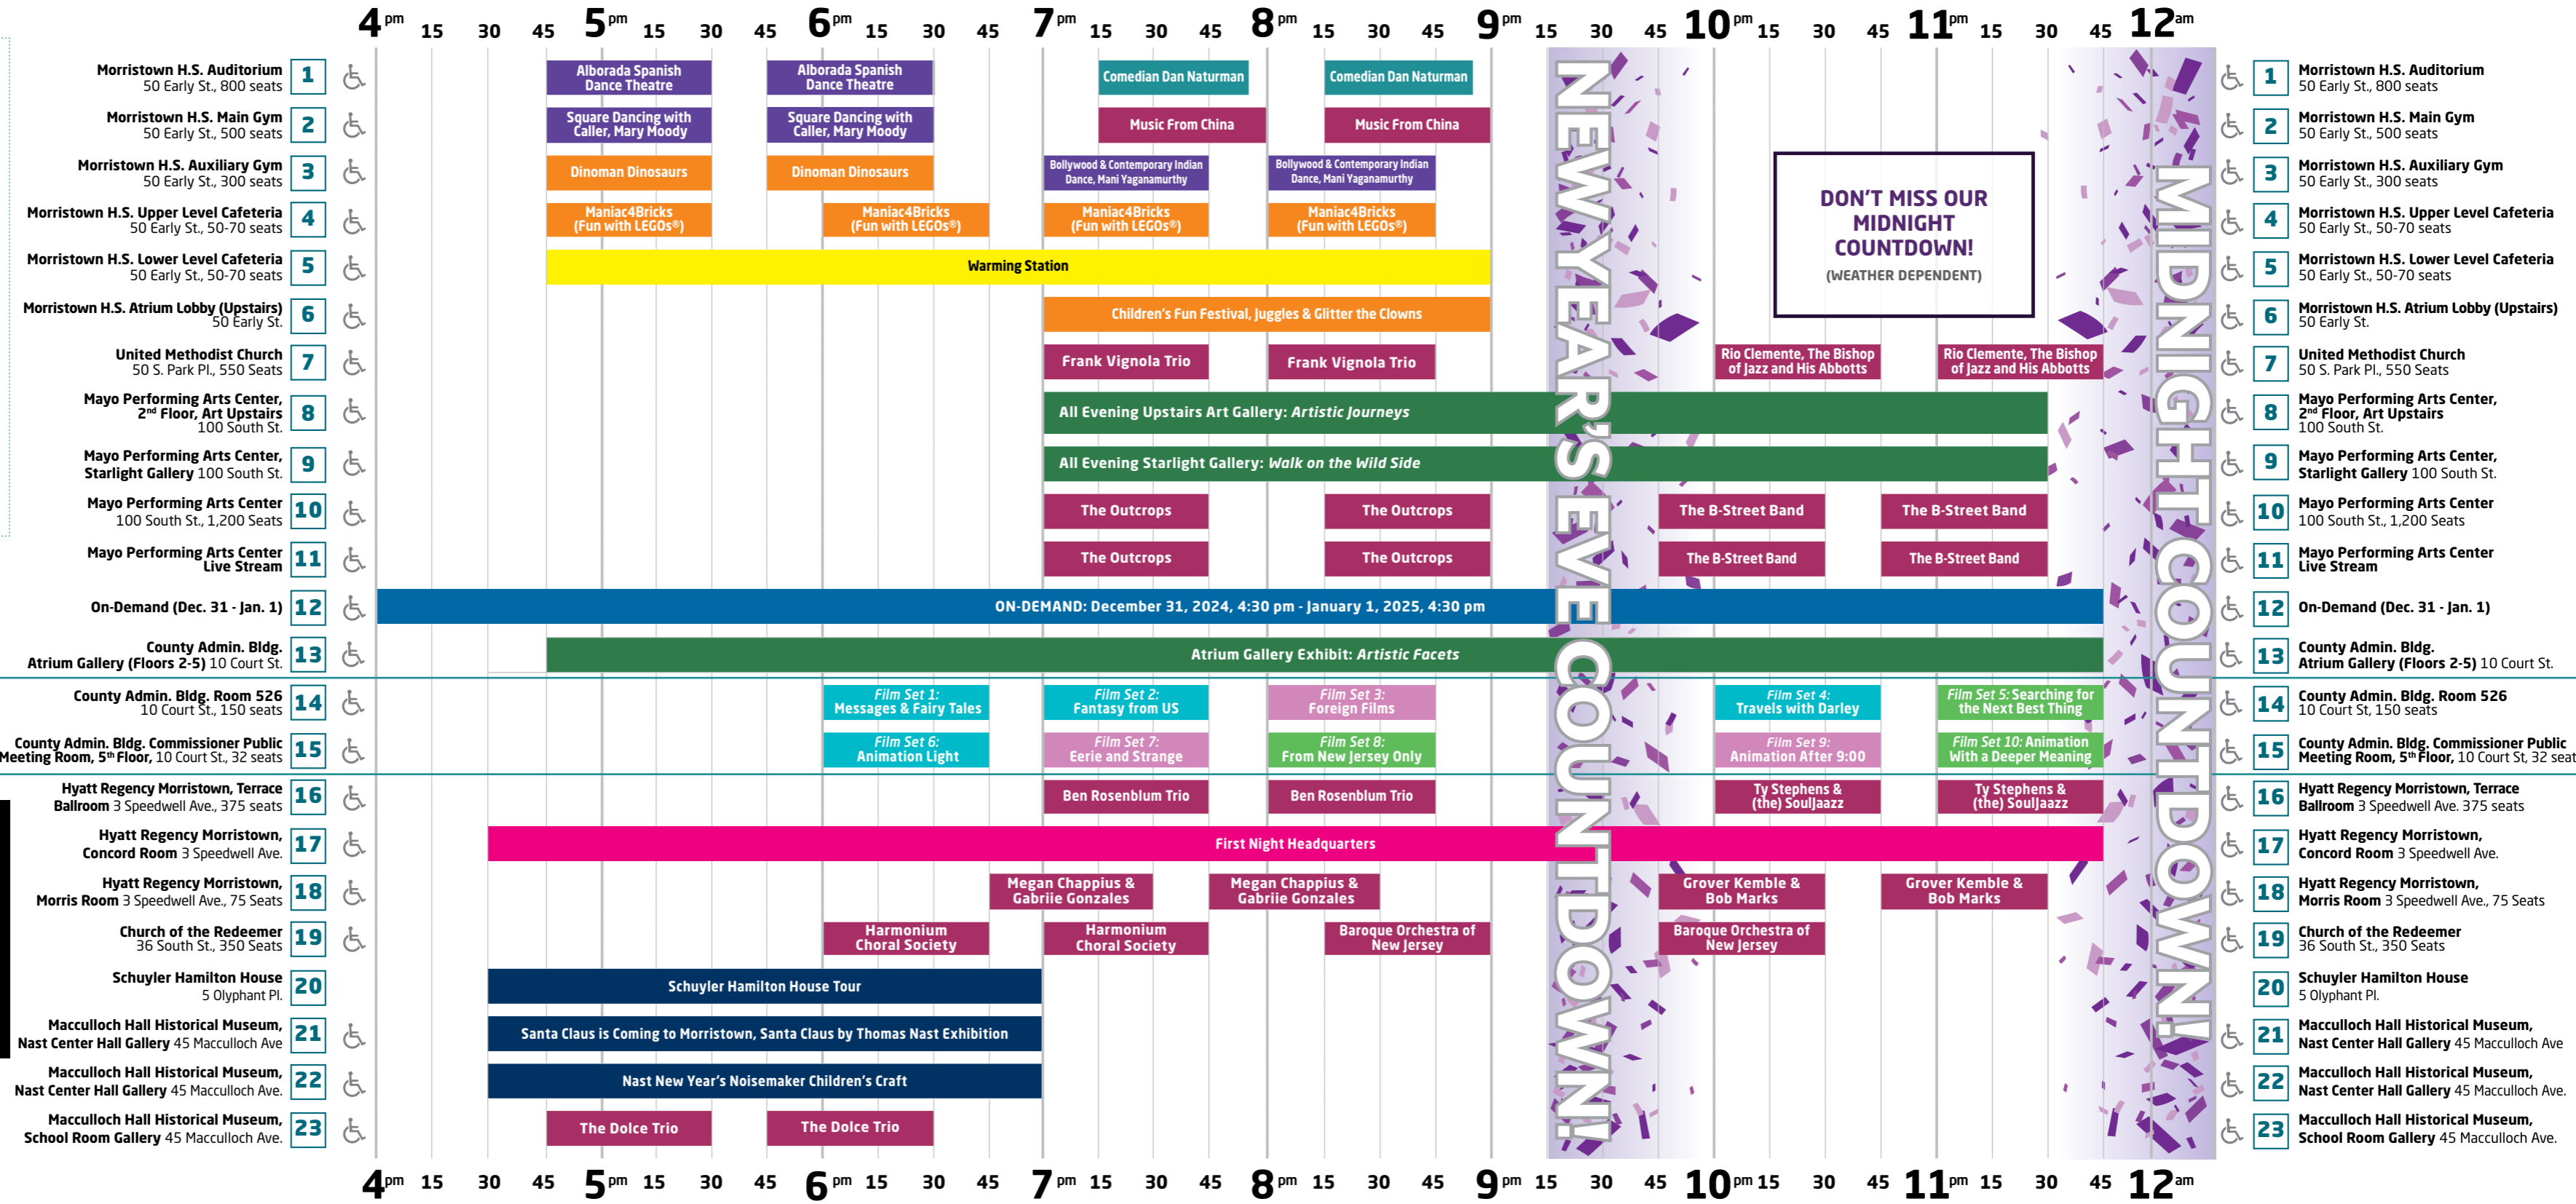 4pm 15 30 45 5pm 15 30 45 6pm 15 30 45 7pm 15 30 45 8pm 15 30 45 9pm 15 30 45 10pm 15 30 45 11pm 15 30 45 12am
Morristown H.S. Auditorium
50 Early St., 800 seats
1
Alborada Spanish
Dance Theatre
Alborada Spanish
Dance Theatre
Comedian Dan Naturman
Comedian Dan Naturman
1
Morristown H.S. Auditorium
50 Early St., 800 seats
Morristown H.S. Main Gym
50 Early St., 500 seats
2
Square Dancing with
Caller, Mary Moody
Square Dancing with
Caller, Mary Moody
Music From China
Music From China
2
Morristown H.S. Main Gym
50 Early St., 500 seats
Morristown H.S. Auxiliary Gym
50 Early St., 300 seats
3
Dinoman Dinosaurs
Dinoman Dinosaurs
Bollywood & Contemporary Indian
Dance, Mani Yaganamurthy
Bollywood & Contemporary Indian
Dance, Mani Yaganamurthy
3
Morristown H.S. Auxiliary Gym
50 Early St., 300 seats
Morristown H.S. Upper Level Cafeteria
50 Early St., 50-70 seats
4
Maniac4Bricks
(Fun with LEGOs®)
Maniac4Bricks
(Fun with LEGOs®)
Maniac4Bricks
(Fun with LEGOs®)
Maniac4Bricks
(Fun with LEGOs®)
4
Morristown H.S. Upper Level Cafeteria
50 Early St., 50-70 seats
DON'T MISS OUR
MIDNIGHT
COUNTDOWN!
(WEATHER DEPENDENT)
Morristown H.S. Lower Level Cafeteria
50 Early St., 50-70 seats
5
Warming Station
5
Morristown H.S. Lower Level Cafeteria
50 Early St., 50-70 seats
Morristown H.S. Atrium Lobby (Upstairs)
50 Early St.
6
Children's Fun Festival, Juggles & Glitter the Clowns
6
Morristown H.S. Atrium Lobby (Upstairs)
50 Early St.
United Methodist Church
50 S. Park Pl., 550 Seats
7
Frank Vignola Trio
Frank Vignola Trio
Rio Clemente, The Bishop
of Jazz and His Abbotts
Rio Clemente, The Bishop
of Jazz and His Abbotts
7
United Methodist Church
50 S. Park Pl., 550 Seats
Mayo Performing Arts Center,
2nd Floor, Art Upstairs
100 South St.
8
All Evening Upstairs Art Gallery: Artistic Journeys
8
Mayo Performing Arts Center,
2nd Floor, Art Upstairs
100 South St.
Mayo Performing Arts Center,
Starlight Gallery 100 South St.
9
All Evening Starlight Gallery: Walk on the Wild Side
9
Mayo Performing Arts Center,
Starlight Gallery 100 South St.
Mayo Performing Arts Center
100 South St., 1,200 Seats
10
The Outcrops
The Outcrops
The B-Street Band
The B-Street Band
10
Mayo Performing Arts Center
100 South St., 1,200 Seats
Mayo Performing Arts Center
Live Stream
11
The Outcrops
The Outcrops
The B-Street Band
The B-Street Band
11
Mayo Performing Arts Center
Live Stream
On-Demand (Dec. 31 - Jan. 1)
12
ON-DEMAND: December 31, 2024, 4:30 pm - January 1, 2025, 4:30 pm
12
On-Demand (Dec. 31 - Jan. 1)
County Admin. Bldg.
Atrium Gallery (Floors 2-5) 10 Court St.
13
Atrium Gallery Exhibit: Artistic Facets
13
County Admin. Bldg.
Atrium Gallery (Floors 2-5) 10 Court St.
County Admin. Bldg. Room 526
10 Court St., 150 seats
14
Film Set 1:
Messages & Fairy Tales
Film Set 2:
Fantasy from US
Film Set 3:
Foreign Films
Film Set 4:
Travels with Darley
Film Set 5: Searching for
the Next Best Thing
14
County Admin. Bldg. Room 526
10 Court St, 150 seats
County Admin. Bldg. Commissioner Public
Meeting Room, 5th Floor, 10 Court St., 32 seats
15
Film Set 6:
Animation Light
Film Set 7:
Eerie and Strange
Film Set 8:
From New Jersey Only
Film Set 9:
Animation After 9:00
Film Set 10: Animation
With a Deeper Meaning
15
County Admin. Bldg. Commissioner Public
Meeting Room, 5th Floor, 10 Court St, 32 seat
Hyatt Regency Morristown, Terrace
Ballroom 3 Speedwell Ave., 375 seats
16
Ben Rosenblum Trio
Ben Rosenblum Trio
Ty Stephens &
(the) SoulJaazz
Ty Stephens &
(the) SoulJaazz
16
Hyatt Regency Morristown, Terrace
Ballroom 3 Speedwell Ave. 375 seats
Hyatt Regency Morristown,
Concord Room 3 Speedwell Ave.
17
First Night Headquarters
17
Hyatt Regency Morristown,
Concord Room 3 Speedwell Ave.
Hyatt Regency Morristown,
Morris Room 3 Speedwell Ave., 75 Seats
18
Megan Chappius &
Gabriie Gonzales
Megan Chappius &
Gabriie Gonzales
Grover Kemble &
Bob Marks
Grover Kemble &
Bob Marks
18
Hyatt Regency Morristown,
Morris Room 3 Speedwell Ave., 75 Seats
Church of the Redeemer
36 South St., 350 Seats
19
Harmonium
Choral Society
Harmonium
Choral Society
Baroque Orchestra of
New Jersey
Baroque Orchestra of
New Jersey
19
Church of the Redeemer
36 South St., 350 Seats
Schuyler Hamilton House
5 Olyphant Pl.
20
Schuyler Hamilton House Tour
20
Schuyler Hamilton House
5 Olyphant Pl.
Macculloch Hall Historical Museum,
Nast Center Hall Gallery 45 Macculloch Ave
21
Santa Claus is Coming to Morristown, Santa Claus by Thomas Nast Exhibition
21
Macculloch Hall Historical Museum,
Nast Center Hall Gallery 45 Macculloch Ave
Macculloch Hall Historical Museum,
Nast Center Hall Gallery 45 Macculloch Ave.
22
Nast New Year's Noisemaker Children's Craft
22
Macculloch Hall Historical Museum,
Nast Center Hall Gallery 45 Macculloch Ave.
Macculloch Hall Historical Museum,
School Room Gallery 45 Macculloch Ave.
23
The Dolce Trio
The Dolce Trio
23
Macculloch Hall Historical Museum,
School Room Gallery 45 Macculloch Ave.
NEW YEAR'S EVE COUNTDOWN!
MIDNIGHT COUNTDOWN!
4pm 15 30 45 5pm 15 30 45 6pm 15 30 45 7pm 15 30 45 8pm 15 30 45 9pm 15 30 45 10pm 15 30 45 11pm 15 30 45 12am